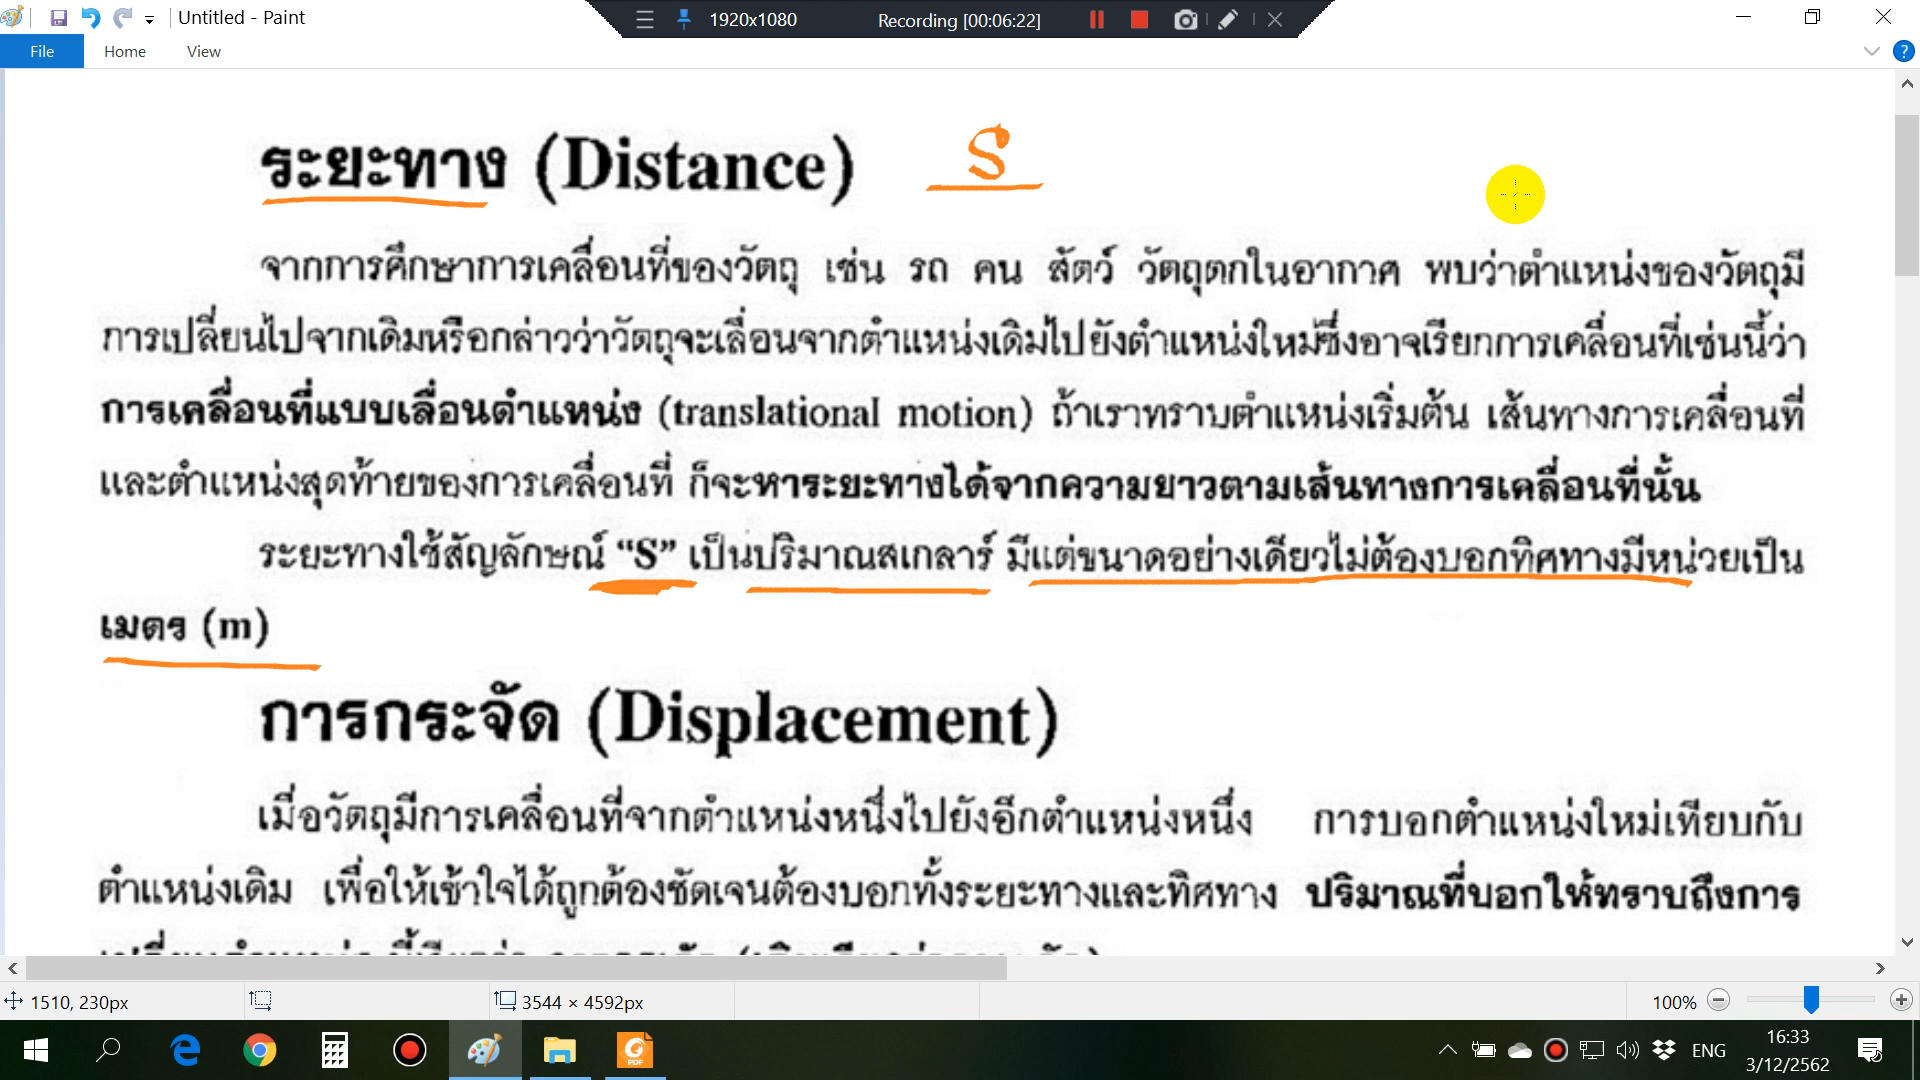 Untitled - Paint
1920x1080
Recording [00:06:22]
File Home View
ระยะทาง (Distance) S
จากการศึกษาการเคลื่อนที่ของวัตถุ เช่น รถ คน สัตว์ วัตถุตกในอากาศ พบว่าตำแหน่งของวัตถุมี
การเปลี่ยนไปจากเดิมหรือกล่าวว่าวัตถุจะเลื่อนจากตำแหน่งเดิมไปยังตำแหน่งใหม่ซึ่งอาจเรียกการเคลื่อนที่เช่นนี้ว่า
การเคลื่อนที่แบบเลื่อนตำแหน่ง (translational motion) ถ้าเราทราบตำแหน่งเริ่มต้น เส้นทางการเคลื่อนที่
และตำแหน่งสุดท้ายของการเคลื่อนที่ ก็จะหาระยะทางได้จากความยาวตามเส้นทางการเคลื่อนที่นั้น
ระยะทางใช้สัญลักษณ์ “S” เป็นปริมาณสเกลาร์ มีแต่ขนาดอย่างเดียวไม่ต้องบอกทิศทางมีหน่วยเป็น
เมตร (m)
การกระจัด (Displacement)
เมื่อวัตถุมีการเคลื่อนที่จากตำแหน่งหนึ่งไปยังอีกตำแหน่งหนึ่ง การบอกตำแหน่งใหม่เทียบกับ
ตำแหน่งเดิม เพื่อให้เข้าใจได้ถูกต้องชัดเจนต้องบอกทั้งระยะทางและทิศทาง ปริมาณที่บอกให้ทราบถึงการ
1510, 230px
3544 × 4592px
100%
PDF
ENG
16:33
3/12/2562